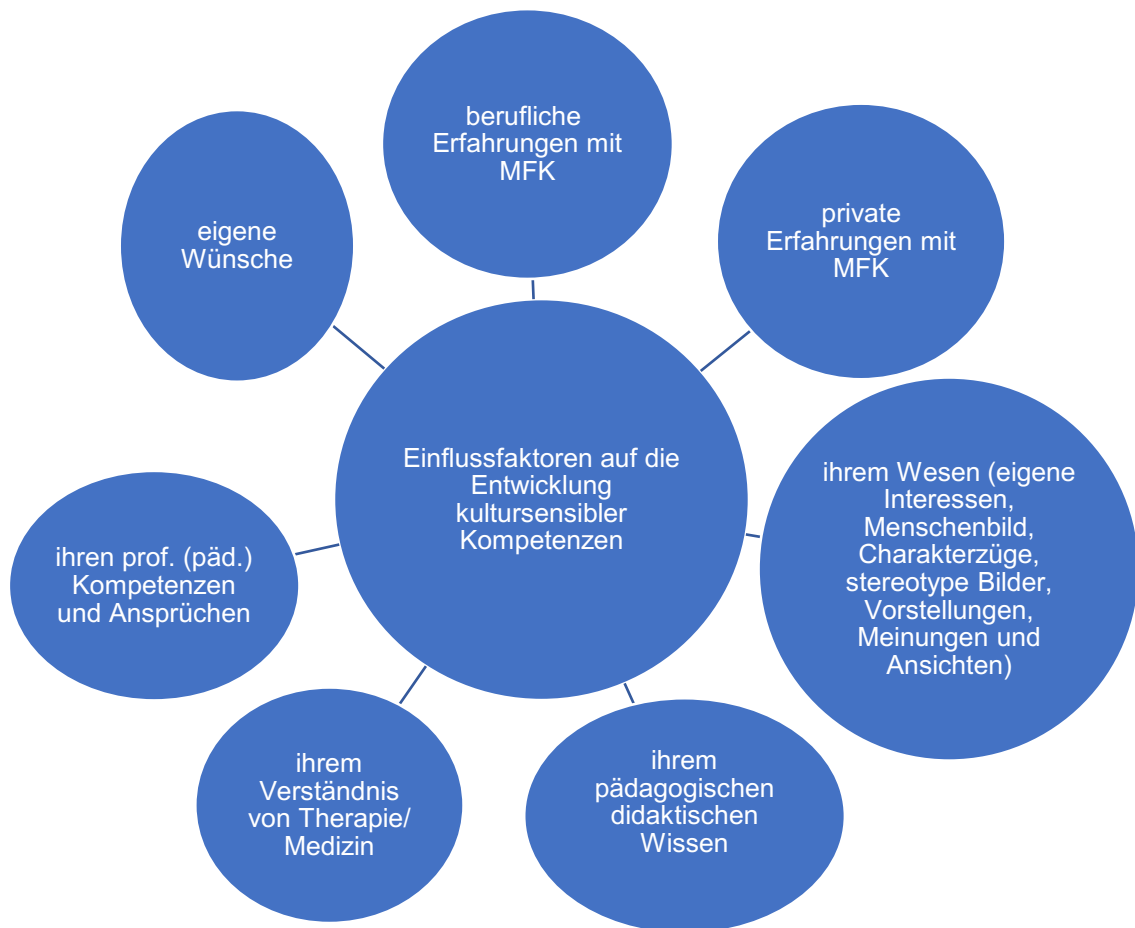 berufliche
Erfahrungen mit
MFK
private
Erfahrungen mit
MFK
ihrem Wesen (eigene
Interessen,
Menschenbild,
Charakterzüge,
stereotype Bilder,
Vorstellungen,
Meinungen und
Ansichten)
ihrem
pädagogischen
didaktischen
Wissen
ihrem
Verständnis
von Therapie/
Medizin
ihren prof. (päd.)
Kompetenzen
und Ansprüchen
eigene
Wünsche
Einflussfaktoren auf die
Entwicklung
kultursensibler
Kompetenzen